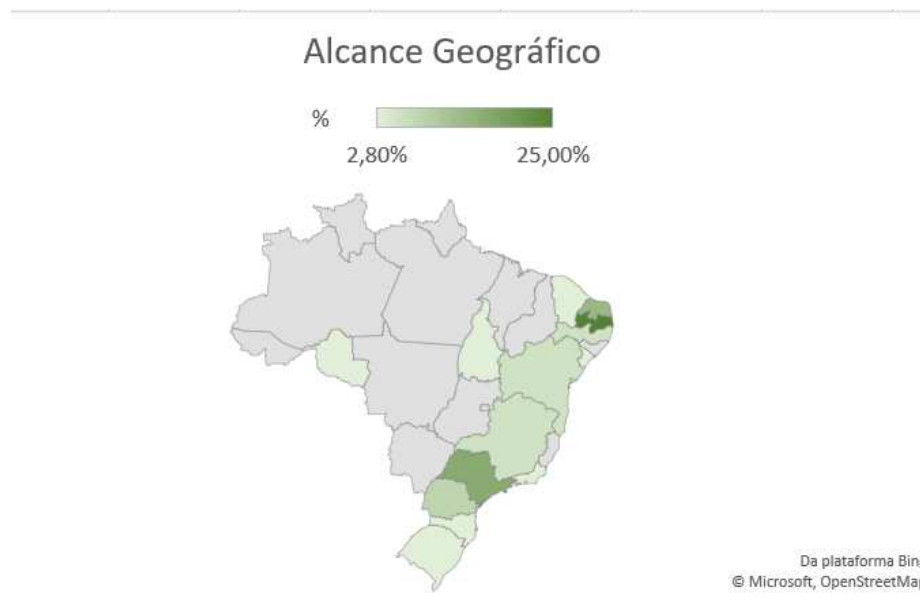 Alcance Geográfico
%
2,80% 25,00%
Da plataforma Bing
© Microsoft, OpenStreetMap